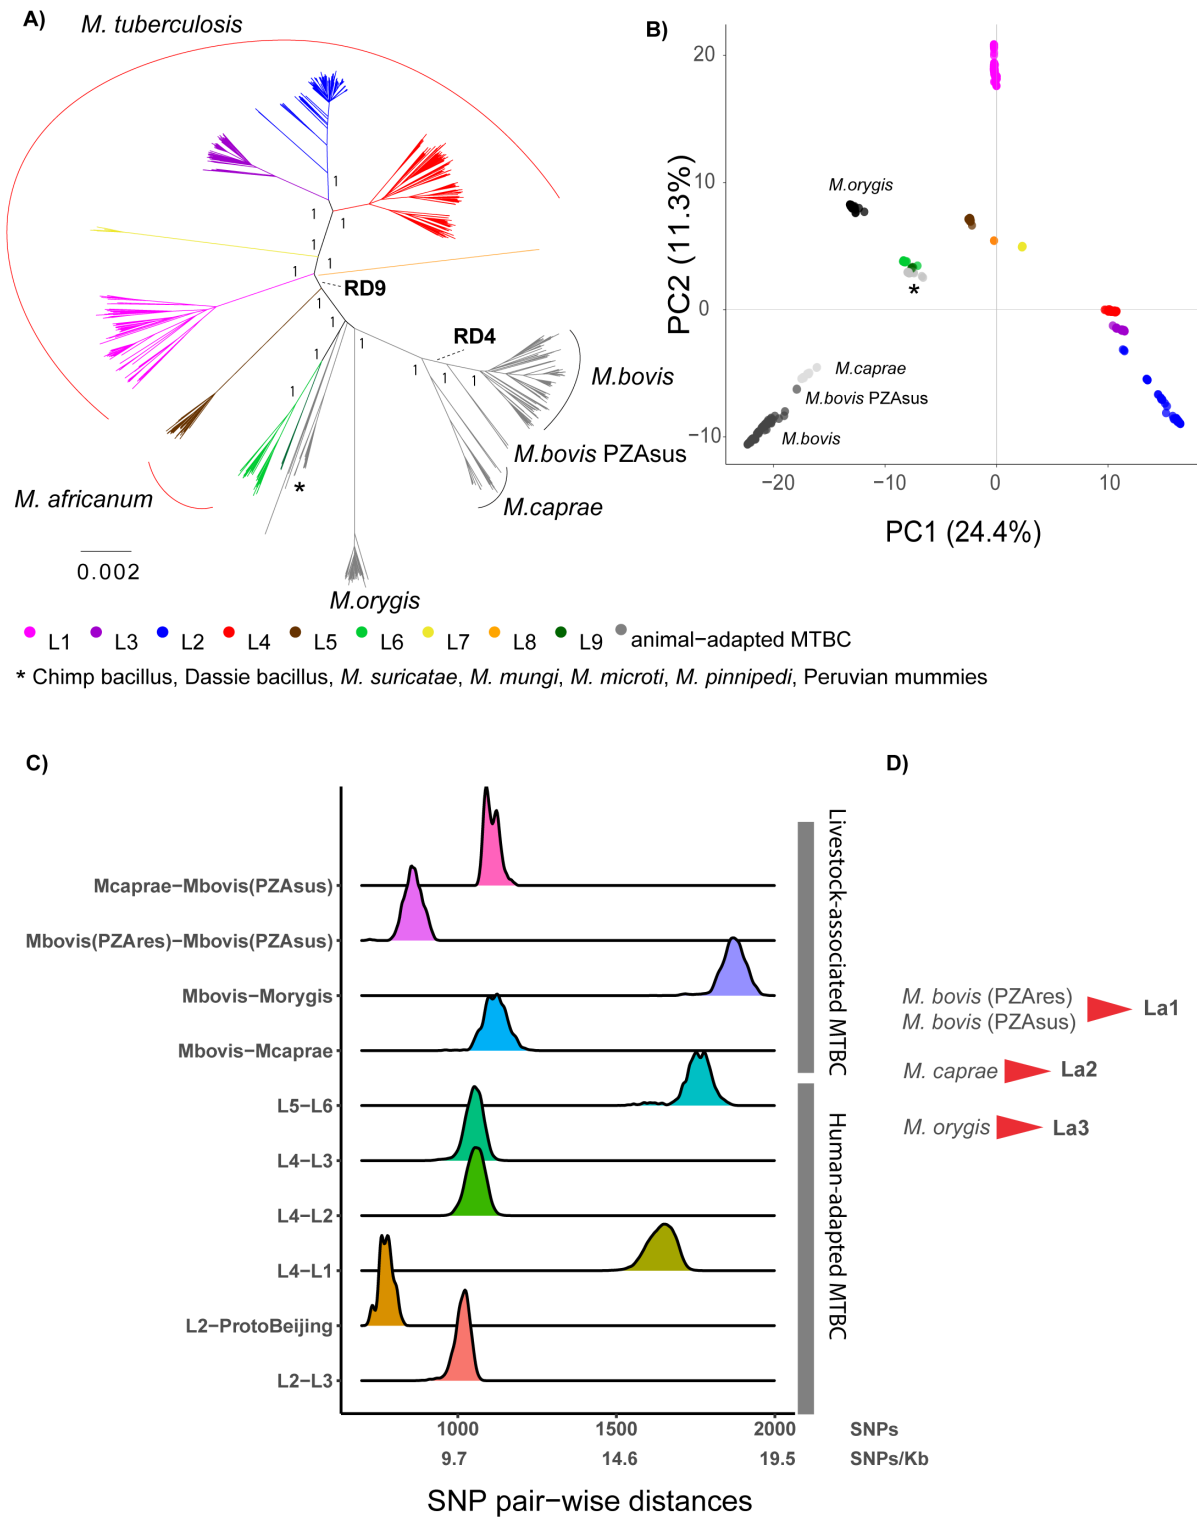 A)
M. tuberculosis
1
1
1
1
1
1
RD9
1
1
1
1
RD4
1
1
1
M.bovis
M.bovis PZAsus
M.caprae
M. africanum
*
0.002
M.orygis
L1 L3 L2 L4 L5 L6 L7 L8 L9 animal−adapted MTBC
* Chimp bacillus, Dassie bacillus, M. suricatae, M. mungi, M. microti, M. pinnipedi, Peruvian mummies
B)
PC2 (11.3%)
20
10
0
−10
M.orygis
*
M.caprae
M.bovis PZAsus
M.bovis
−20 −10 0 10
PC1 (24.4%)
C)
Mcaprae−Mbovis(PZAsus)
Mbovis(PZAres)−Mbovis(PZAsus)
Mbovis−Morygis
Mbovis−Mcaprae
L5−L6
L4−L3
L4−L2
L4−L1
L2−ProtoBeijing
L2−L3
Livestock-associated MTBC
Human-adapted MTBC
1000 1500 2000 SNPs
9.7 14.6 19.5 SNPs/Kb
SNP pair−wise distances
D)
M. bovis (PZAres)
M. bovis (PZAsus)
La1
M. caprae La2
M. orygis La3